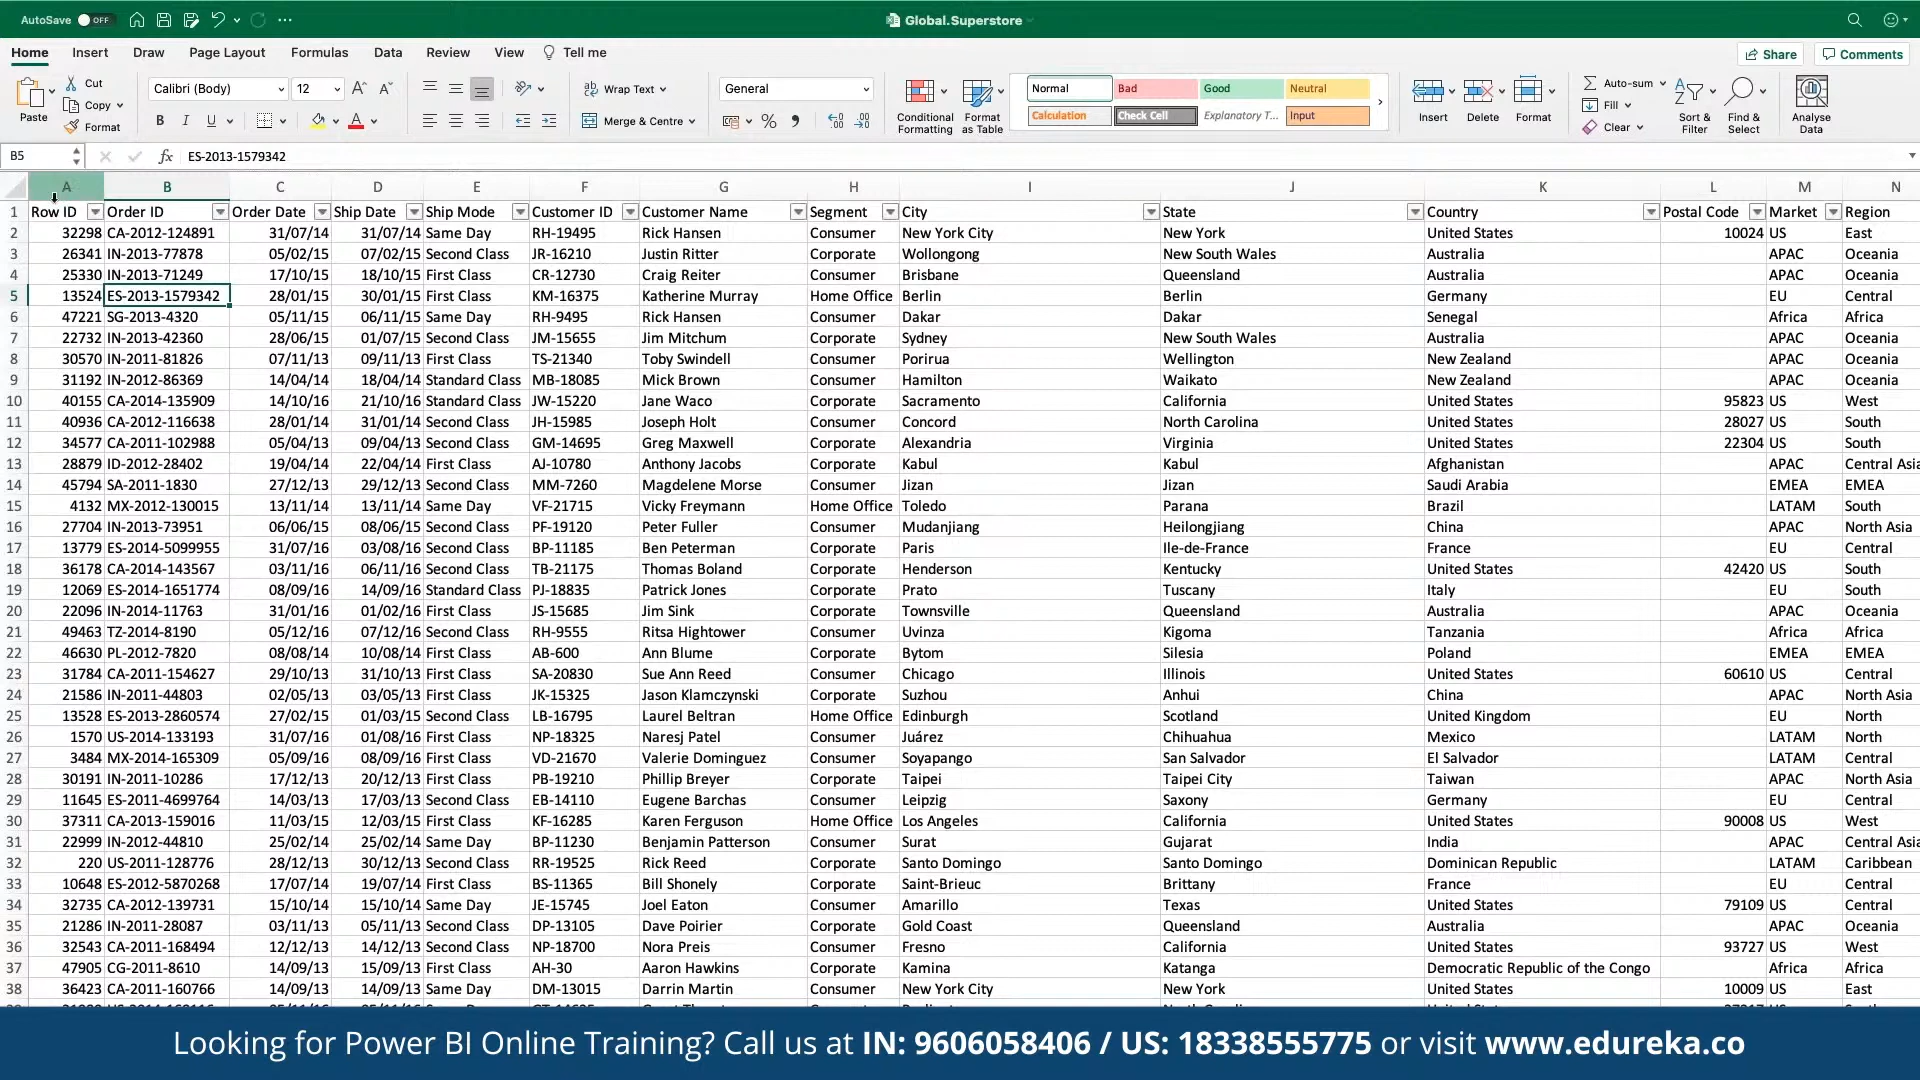 AutoSave OFF ... Global.Superstore
Home Insert Draw Page Layout Formulas Data Review View Tell me Share Comments
Cut Calibri (Body) 12 Wrap Text General Normal Bad Good Neutral Auto-sum
Copy Fill
Paste Format B I U Merge & Centre Conditional Formatting Format as Table Calculation Check Cell Explanatory T... Input Insert Delete Format Clear Sort & Filter Find & Select Analyse Data
B5 fx ES-2013-1579342
A B C D E F G H I J K L M N
1 Row ID Order ID Order Date Ship Date Ship Mode Customer ID Customer Name Segment City State Country Postal Code Market Region
2 32298 CA-2012-124891 31/07/14 31/07/14 Same Day RH-19495 Rick Hansen Consumer New York City New York United States 10024 US East
3 26341 IN-2013-77878 05/02/15 07/02/15 Second Class JR-16210 Justin Ritter Corporate Wollongong New South Wales Australia APAC Oceania
4 25330 IN-2013-71249 17/10/15 18/10/15 First Class CR-12730 Craig Reiter Consumer Brisbane Queensland Australia APAC Oceania
5 13524 ES-2013-1579342 28/01/15 30/01/15 First Class KM-16375 Katherine Murray Home Office Berlin Berlin Germany EU Central
6 47221 SG-2013-4320 05/11/15 06/11/15 Same Day RH-9495 Rick Hansen Consumer Dakar Dakar Senegal Africa Africa
7 22732 IN-2013-42360 28/06/15 01/07/15 Second Class JM-15655 Jim Mitchum Corporate Sydney New South Wales Australia APAC Oceania
8 30570 IN-2011-81826 07/11/13 09/11/13 First Class TS-21340 Toby Swindell Consumer Porirua Wellington New Zealand APAC Oceania
9 31192 IN-2012-86369 14/04/14 18/04/14 Standard Class MB-18085 Mick Brown Consumer Hamilton Waikato New Zealand APAC Oceania
10 40155 CA-2014-135909 14/10/16 21/10/16 Standard Class JW-15220 Jane Waco Corporate Sacramento California United States 95823 US West
11 40936 CA-2012-116638 28/01/14 31/01/14 Second Class JH-15985 Joseph Holt Consumer Concord North Carolina United States 28027 US South
12 34577 CA-2011-102988 05/04/13 09/04/13 Second Class GM-14695 Greg Maxwell Corporate Alexandria Virginia United States 22304 US South
13 28879 ID-2012-28402 19/04/14 22/04/14 First Class AJ-10780 Anthony Jacobs Corporate Kabul Kabul Afghanistan APAC Central Asia
14 45794 SA-2011-1830 27/12/13 29/12/13 Second Class MM-7260 Magdelene Morse Consumer Jizan Jizan Saudi Arabia EMEA EMEA
15 4132 MX-2012-130015 13/11/14 13/11/14 Same Day VF-21715 Vicky Freymann Home Office Toledo Parana Brazil LATAM South
16 27704 IN-2013-73951 06/06/15 08/06/15 Second Class PF-19120 Peter Fuller Consumer Mudanjiang Heilongjiang China APAC North Asia
17 13779 ES-2014-5099955 31/07/16 03/08/16 Second Class BP-11185 Ben Peterman Corporate Paris Ile-de-France France EU Central
18 36178 CA-2014-143567 03/11/16 06/11/16 Second Class TB-21175 Thomas Boland Corporate Henderson Kentucky United States 42420 US South
19 12069 ES-2014-1651774 08/09/16 14/09/16 Standard Class PJ-18835 Patrick Jones Corporate Prato Tuscany Italy EU South
20 22096 IN-2014-11763 31/01/16 01/02/16 First Class JS-15685 Jim Sink Corporate Townsville Queensland Australia APAC Oceania
21 49463 TZ-2014-8190 05/12/16 07/12/16 Second Class RH-9555 Ritsa Hightower Consumer Uvinza Kigoma Tanzania Africa Africa
22 46630 PL-2012-7820 08/08/14 10/08/14 First Class AB-600 Ann Blume Corporate Bytom Silesia Poland EMEA EMEA
23 31784 CA-2011-154627 29/10/13 31/10/13 First Class SA-20830 Sue Ann Reed Consumer Chicago Illinois United States 60610 US Central
24 21586 IN-2011-44803 02/05/13 03/05/13 First Class JK-15325 Jason Klamczynski Corporate Suzhou Anhui China APAC North Asia
25 13528 ES-2013-2860574 27/02/15 01/03/15 Second Class LB-16795 Laurel Beltran Home Office Edinburgh Scotland United Kingdom EU North
26 1570 US-2014-133193 31/07/16 01/08/16 First Class NP-18325 Naresj Patel Consumer Juárez Chihuahua Mexico LATAM North
27 3484 MX-2014-165309 05/09/16 08/09/16 First Class VD-21670 Valerie Dominguez Consumer Soyapango San Salvador El Salvador LATAM Central
28 30191 IN-2011-10286 17/12/13 20/12/13 First Class PB-19210 Phillip Breyer Corporate Taipei Taipei City Taiwan APAC North Asia
29 11645 ES-2011-4699764 14/03/13 17/03/13 Second Class EB-14110 Eugene Barchas Consumer Leipzig Saxony Germany EU Central
30 37311 CA-2013-159016 11/03/15 12/03/15 First Class KF-16285 Karen Ferguson Home Office Los Angeles California United States 90008 US West
31 22999 IN-2012-44810 25/02/14 25/02/14 Same Day BP-11230 Benjamin Patterson Consumer Surat Gujarat India APAC Central Asia
32 220 US-2011-128776 28/12/13 30/12/13 Second Class RR-19525 Rick Reed Corporate Santo Domingo Santo Domingo Dominican Republic LATAM Caribbean
33 10648 ES-2012-5870268 17/07/14 19/07/14 First Class BS-11365 Bill Shonely Corporate Saint-Brieuc Brittany France EU Central
34 32735 CA-2012-139731 15/10/14 15/10/14 Same Day JE-15745 Joel Eaton Consumer Amarillo Texas United States 79109 US Central
35 21286 IN-2011-28087 03/11/13 05/11/13 Second Class DP-13105 Dave Poirier Corporate Gold Coast Queensland Australia APAC Oceania
36 32543 CA-2011-168494 12/12/13 14/12/13 Second Class NP-18700 Nora Preis Consumer Fresno California United States 93727 US West
37 47905 CG-2011-8610 14/09/13 15/09/13 First Class AH-30 Aaron Hawkins Corporate Kamina Katanga Democratic Republic of the Congo Africa Africa
38 36423 CA-2011-160766 14/09/13 14/09/13 Same Day DM-13015 Darrin Martin Consumer New York City New York United States 10009 US East
Looking for Power BI Online Training? Call us at IN: 9606058406 / US: 18338555775 or visit www.edureka.co